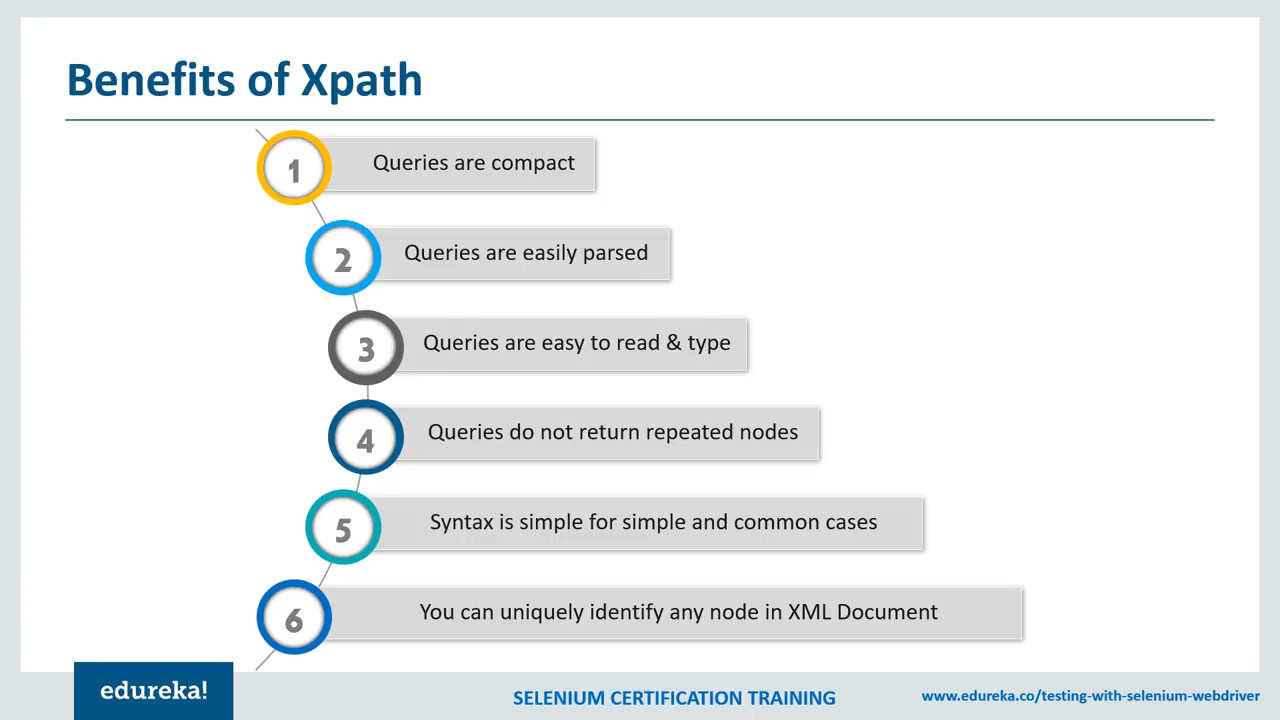 Benefits of Xpath
1
Queries are compact
2
Queries are easily parsed
3
Queries are easy to read & type
4
Queries do not return repeated nodes
5
Syntax is simple for simple and common cases
6
You can uniquely identify any node in XML Document
edureka!
SELENIUM CERTIFICATION TRAINING
www.edureka.co/testing-with-selenium-webdriver